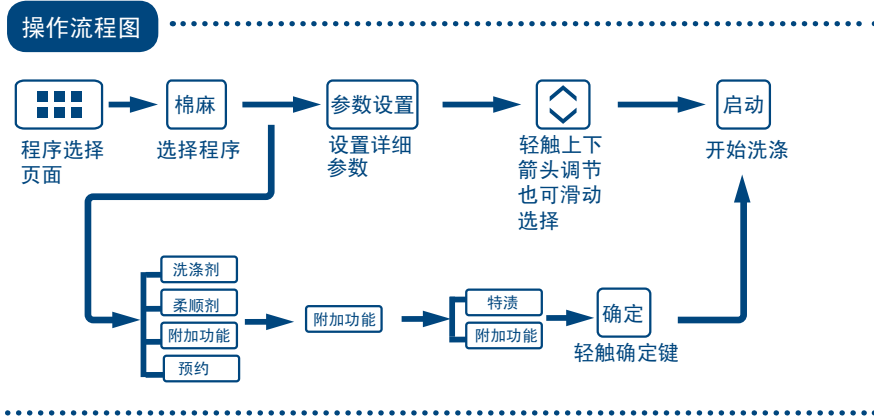 操作流程图
棉麻
参数设置
启动
程序选择
页面
选择程序
设置详细
参数
轻触上下
箭头调节
也可滑动
选择
开始洗涤
洗涤剂
柔顺剂
附加功能
预约
附加功能
特渍
附加功能
确定
轻触确定键